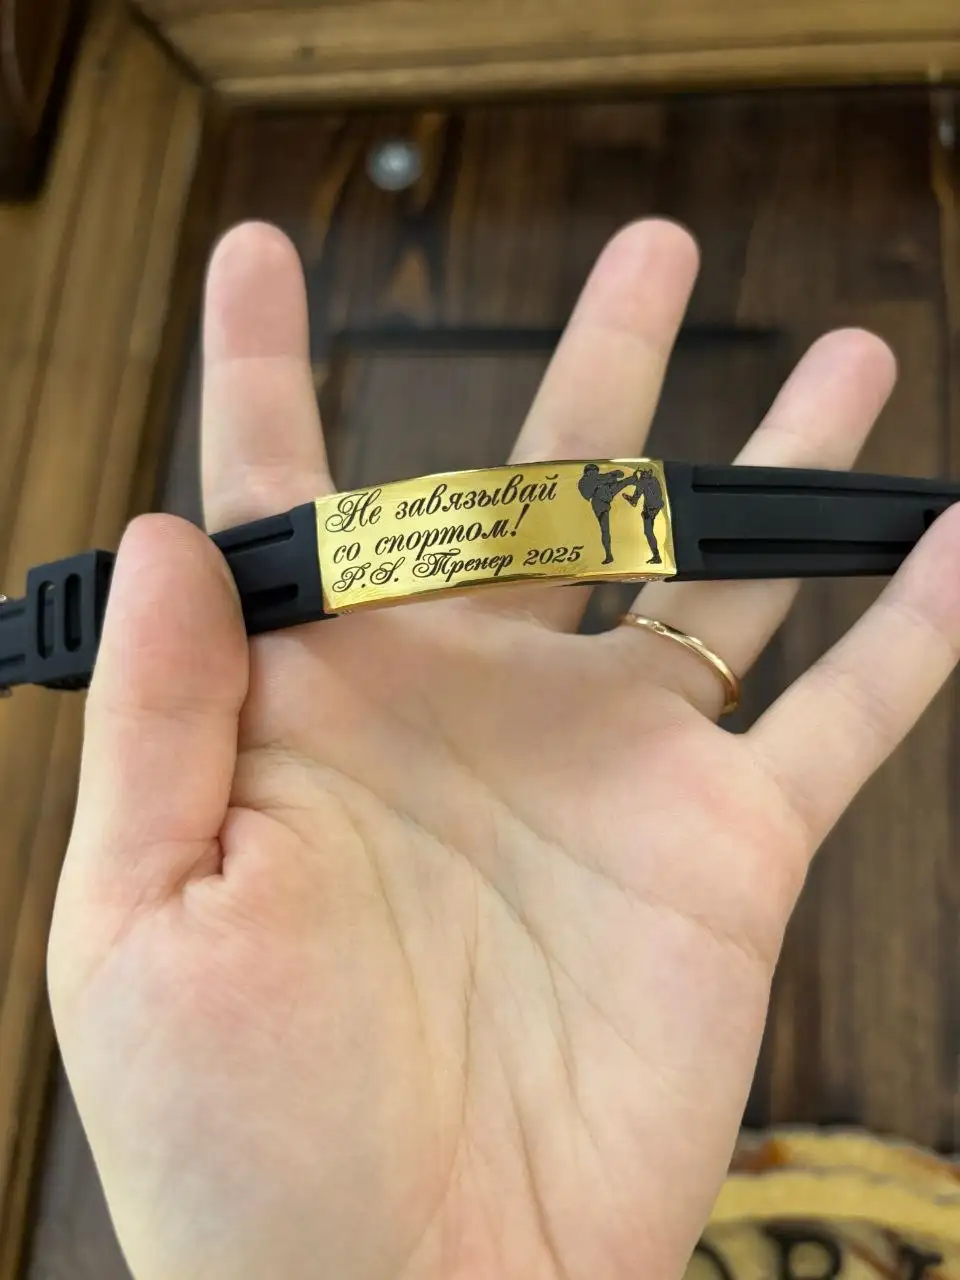 Не завязывай
со спортом!
P.S. Тренер 2025